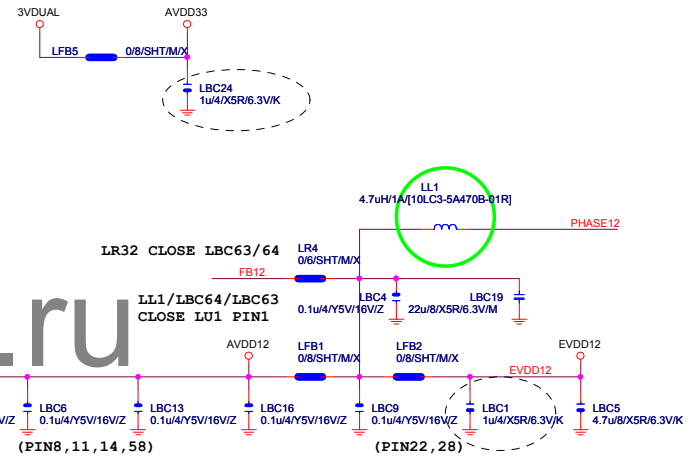 3VDUAL AVDD33
LFB5 0/8/SHT/M/X
LBC24
1u/4/X5R/6.3V/K
LL1
4.7uH/1A/[10LC3-5A470B-01R]
PHASE12
LR32 CLOSE LBC63/64
LR4
0/6/SHT/M/X
FB12
LL1/LBC64/LBC63
CLOSE LU1 PIN1
LBC4
0.1u/4/Y5V/16V/Z
LBC19
22u/8/X5R/6.3V/M
.ru
AVDD12
LFB1
0/8/SHT/M/X
LFB2
0/8/SHT/M/X
EVDD12
EVDD12
V/Z
LBC6
0.1u/4/Y5V/16V/Z
LBC13
0.1u/4/Y5V/16V/Z
LBC16
0.1u/4/Y5V/16V/Z
LBC9
0.1u/4/Y5V/16V/Z
LBC1
1u/4/X5R/6.3V/K
LBC5
4.7u/8/X5R/6.3V/K
(PIN8,11,14,58) (PIN22,28)